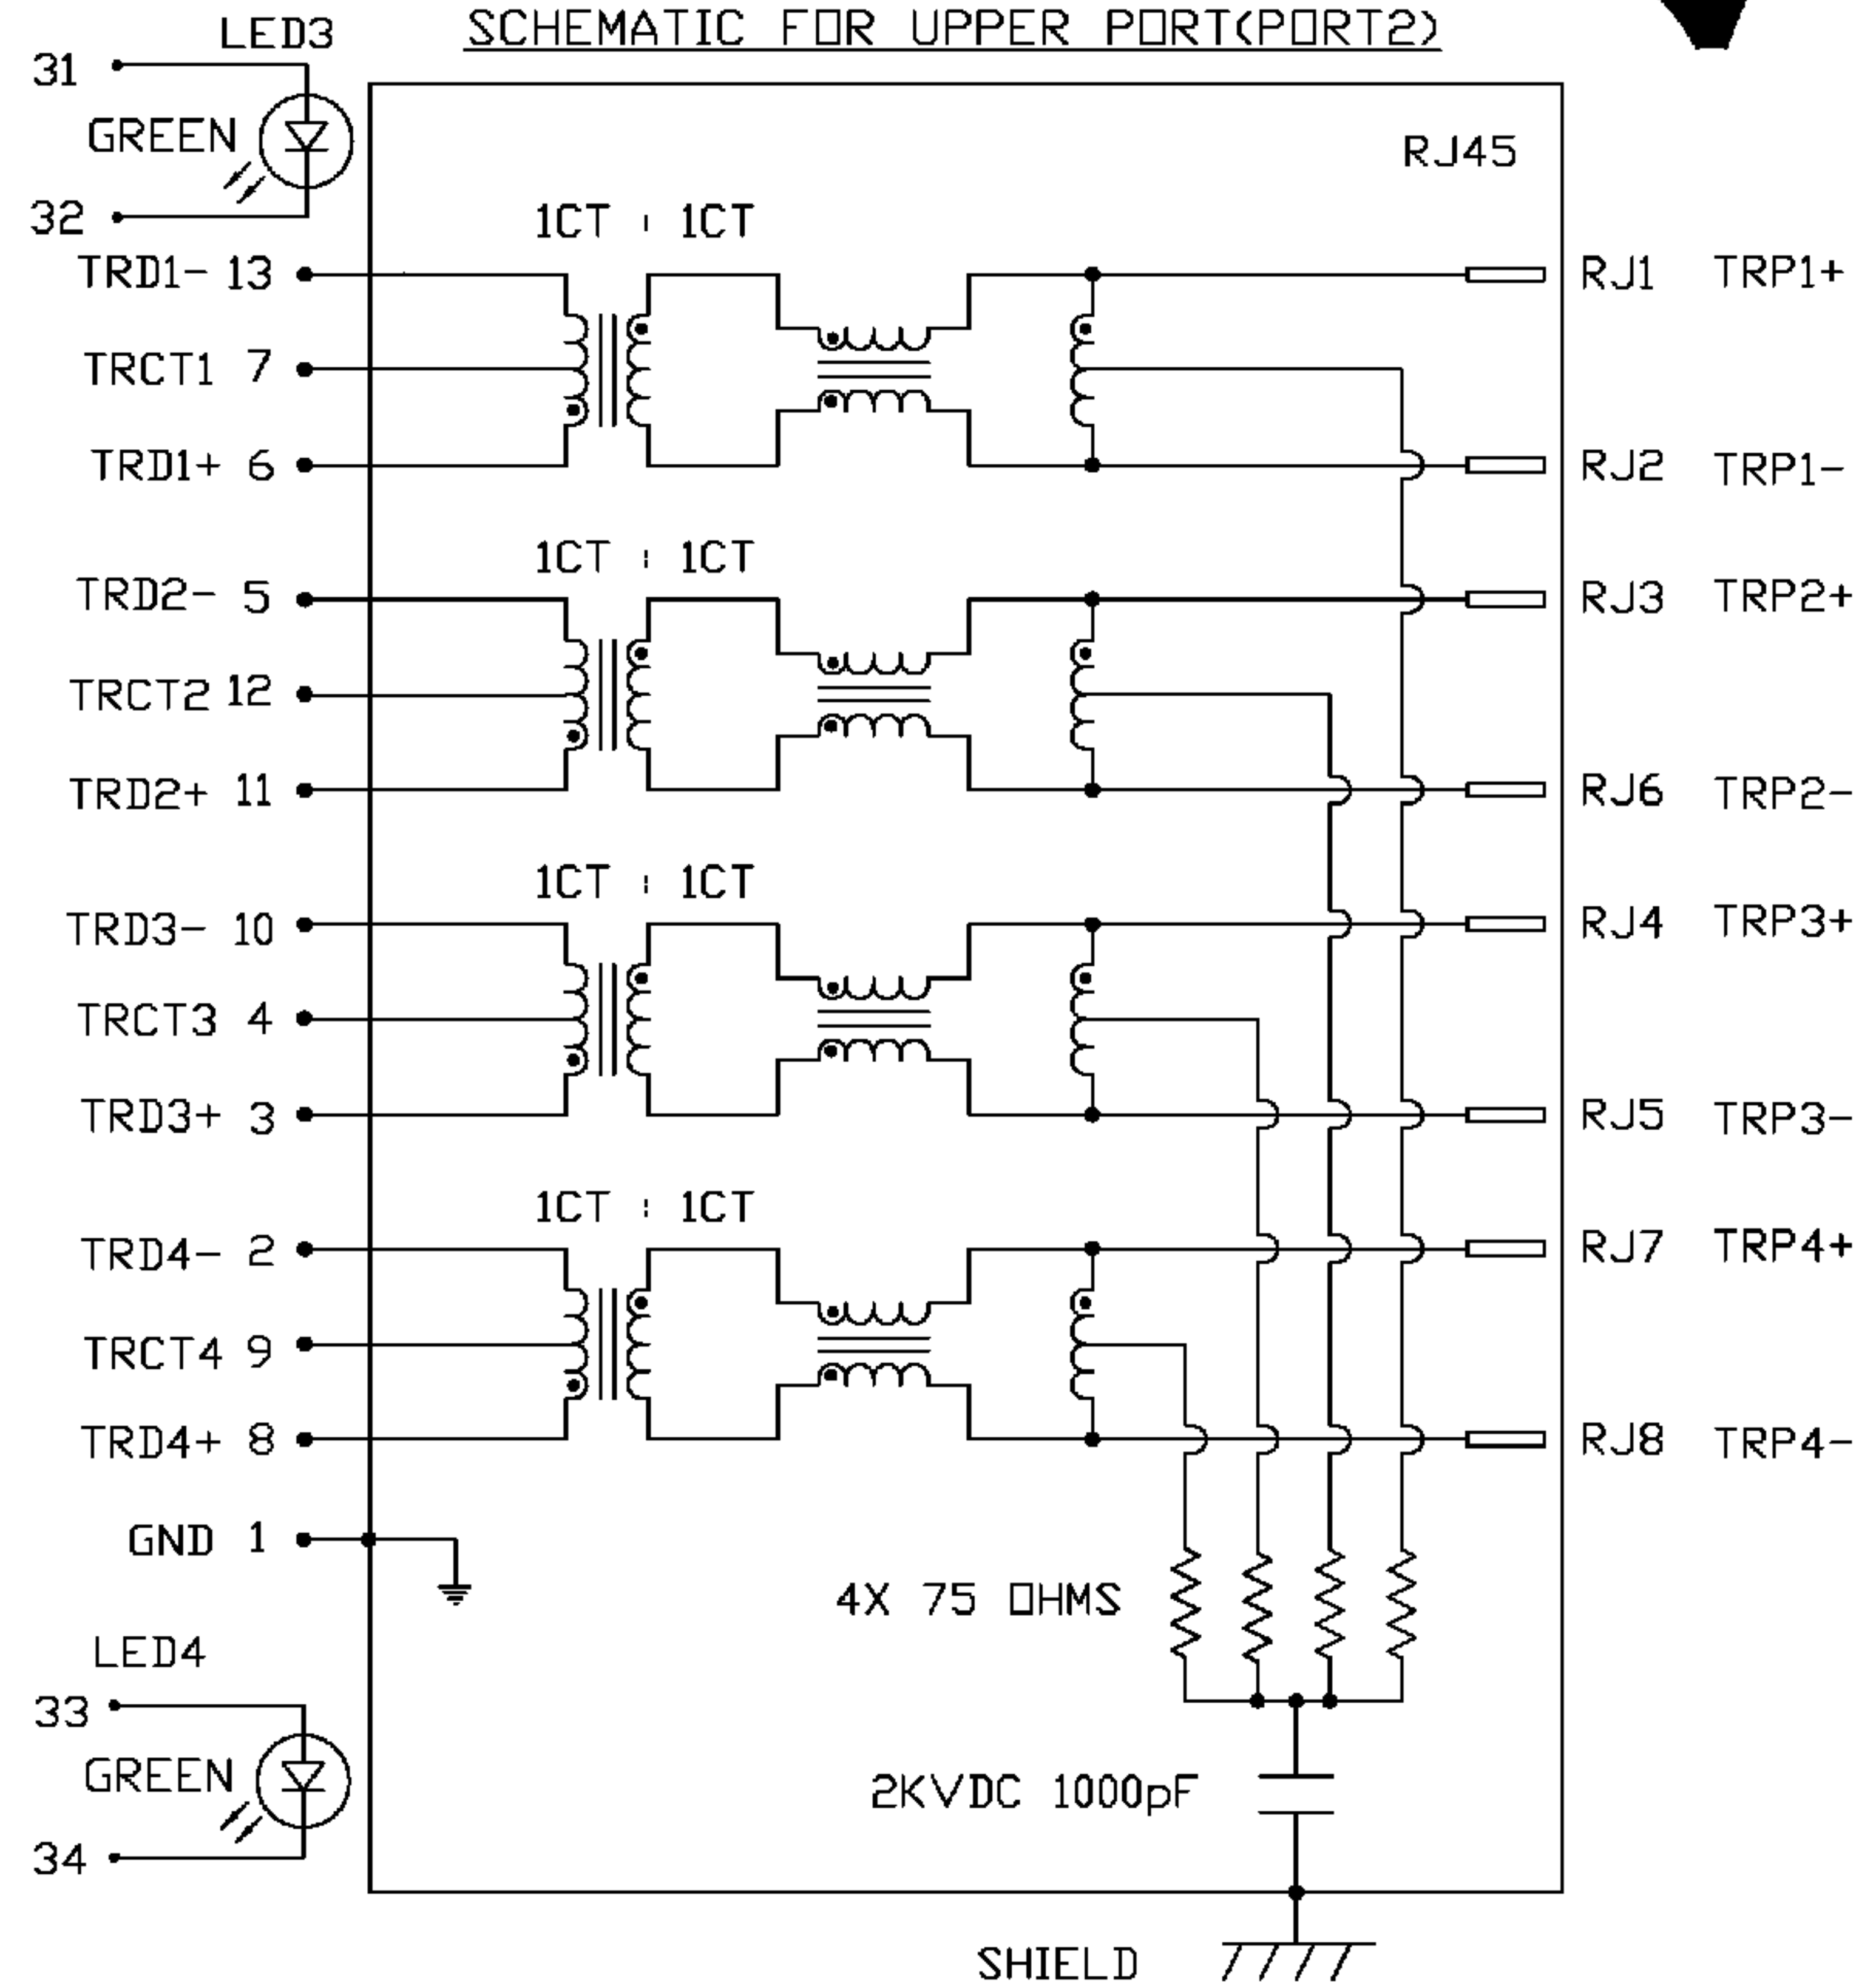 SCHEMATIC FOR UPPER PORT(PORT2)
LED3
31
GREEN
32
RJ45
1CT : 1CT
TRD1- 13
RJ1 TRP1+
TRCT1 7
TRD1+ 6
RJ2 TRP1-
1CT : 1CT
TRD2- 5
RJ3 TRP2+
TRCT2 12
TRD2+ 11
RJ6 TRP2-
1CT : 1CT
TRD3- 10
RJ4 TRP3+
TRCT3 4
TRD3+ 3
RJ5 TRP3-
1CT : 1CT
TRD4- 2
RJ7 TRP4+
TRCT4 9
TRD4+ 8
RJ8 TRP4-
GND 1
4X 75 OHMS
LED4
33
GREEN
34
2KVDC 1000pF
SHIELD